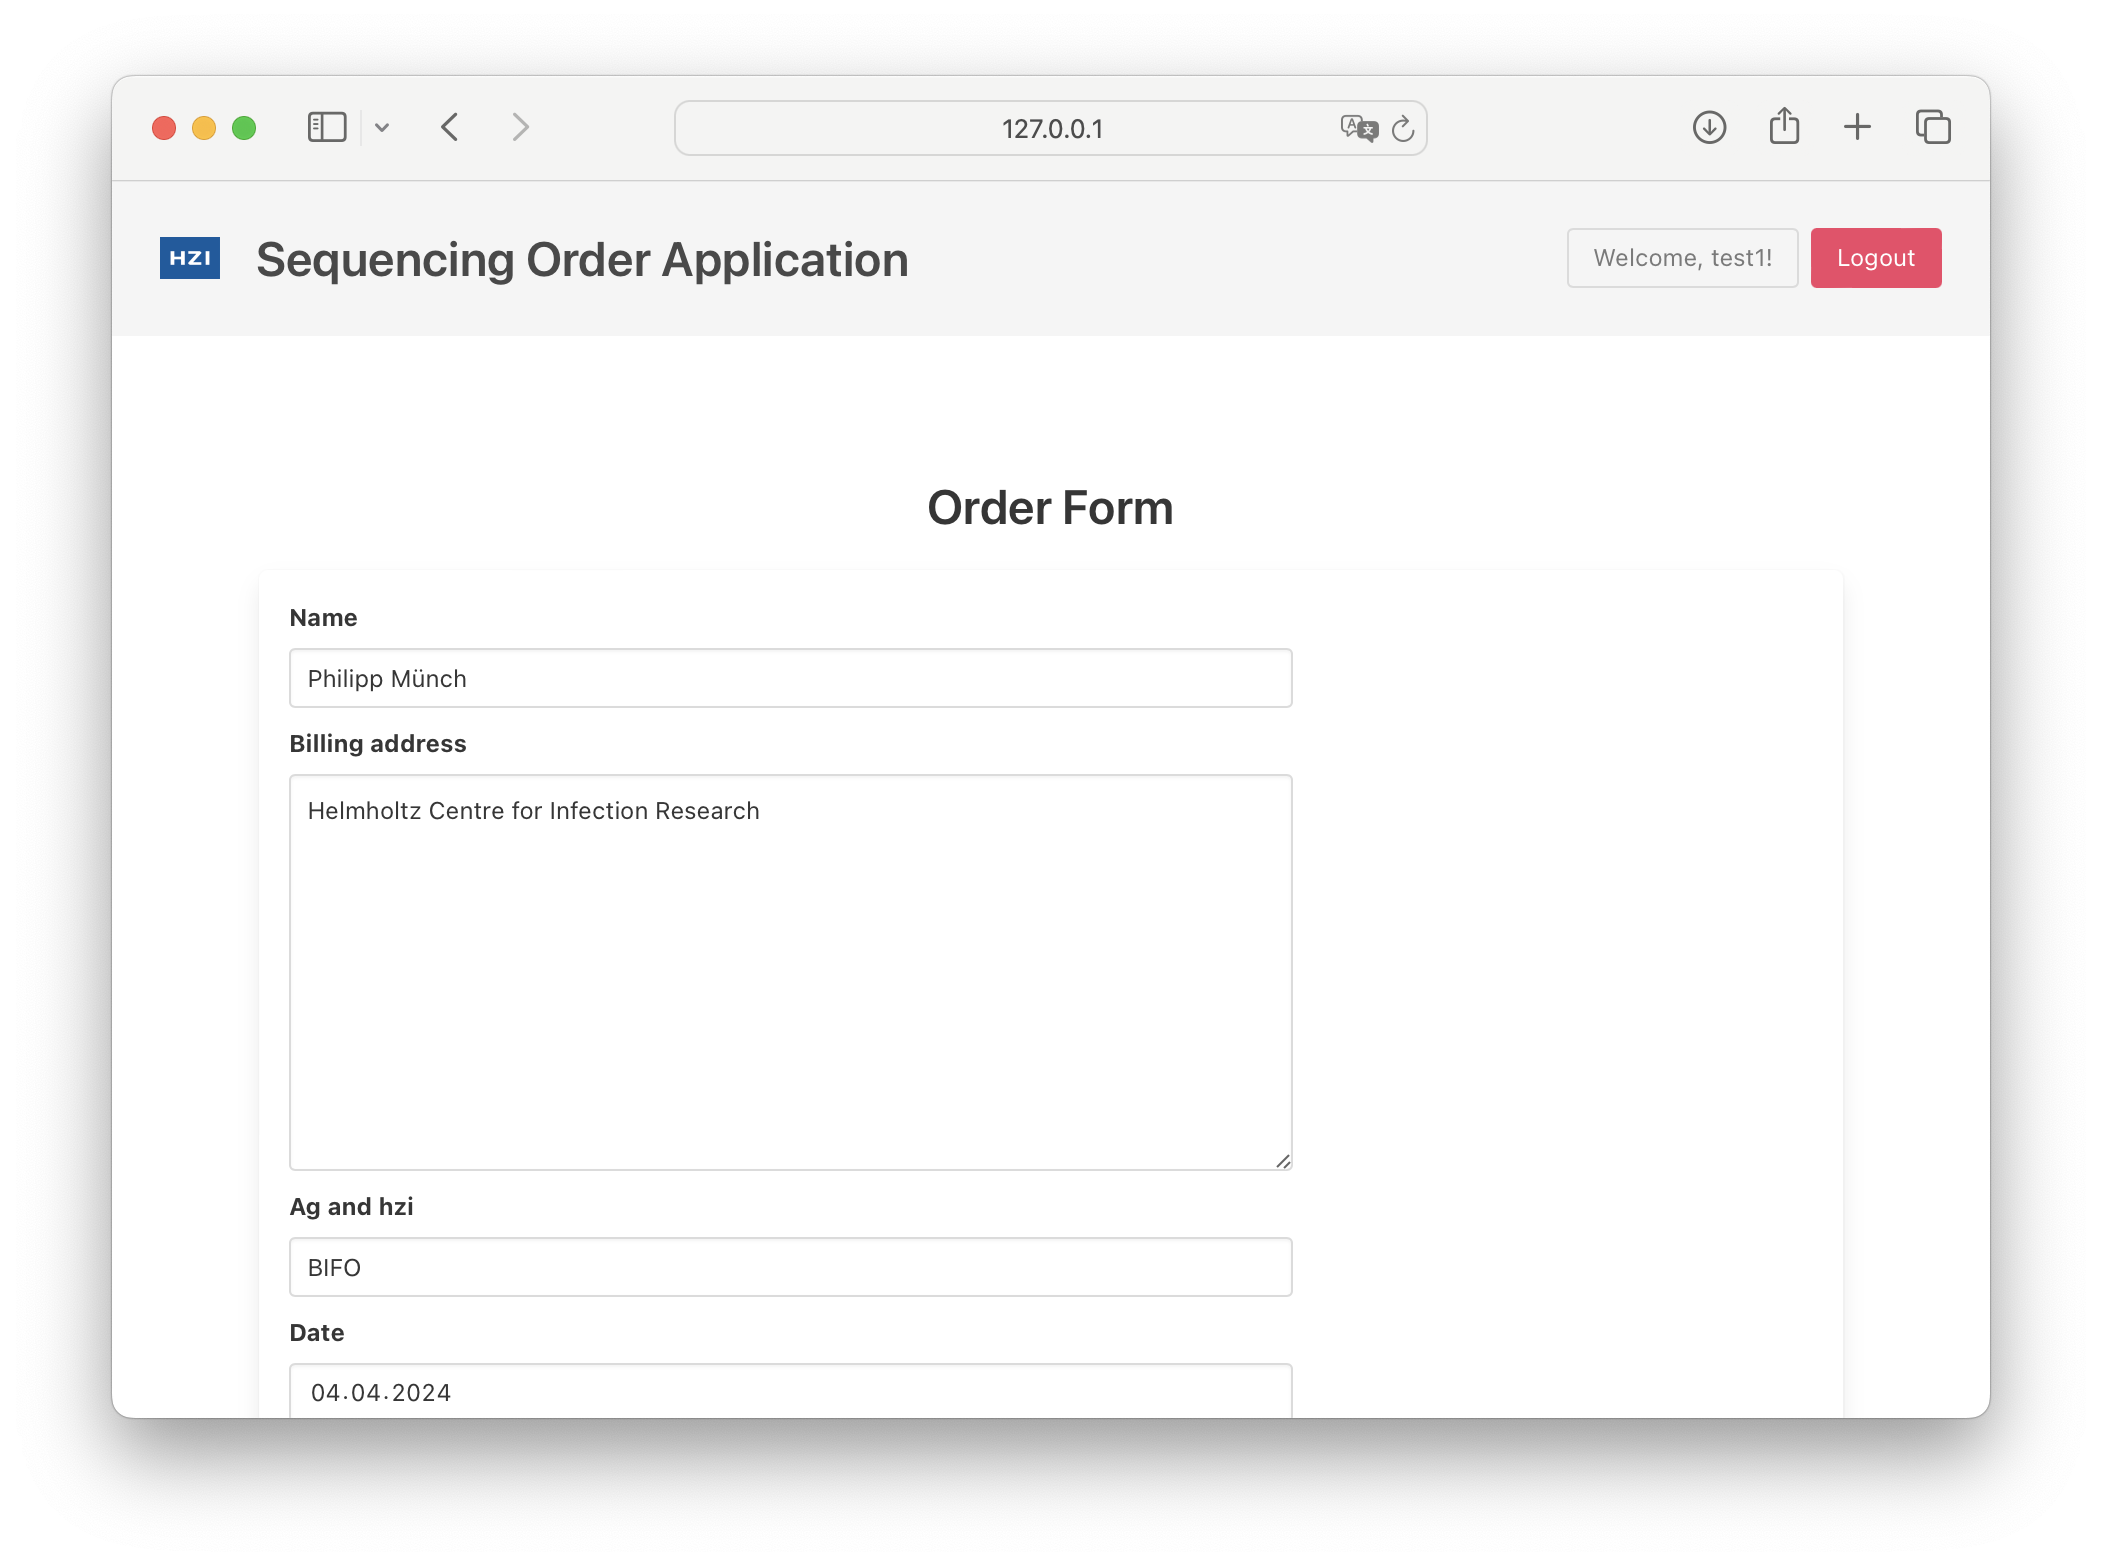 127.0.0.1
HZI
Sequencing Order Application
Welcome, test1!
Logout
Order Form
Name
Philipp Münch
Billing address
Helmholtz Centre for Infection Research
Ag and hzi
BIFO
Date
04.04.2024